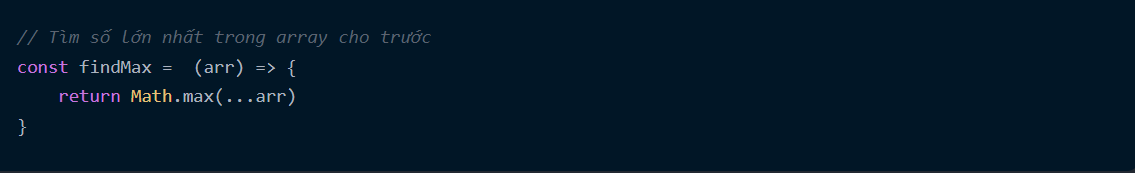 // Tìm số lớn nhất trong array cho trước
const findMax =  (arr) => {
    return Math.max(...arr)
}